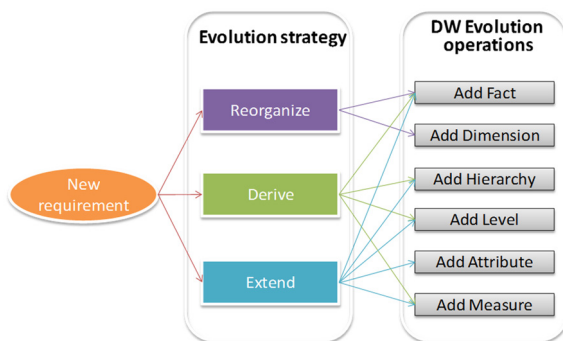 Evolution strategy
DW Evolution
operations
Reorganize
Add Fact
Add Dimension
New
requirement
Derive
Add Hierarchy
Add Level
Extend
Add Attribute
Add Measure